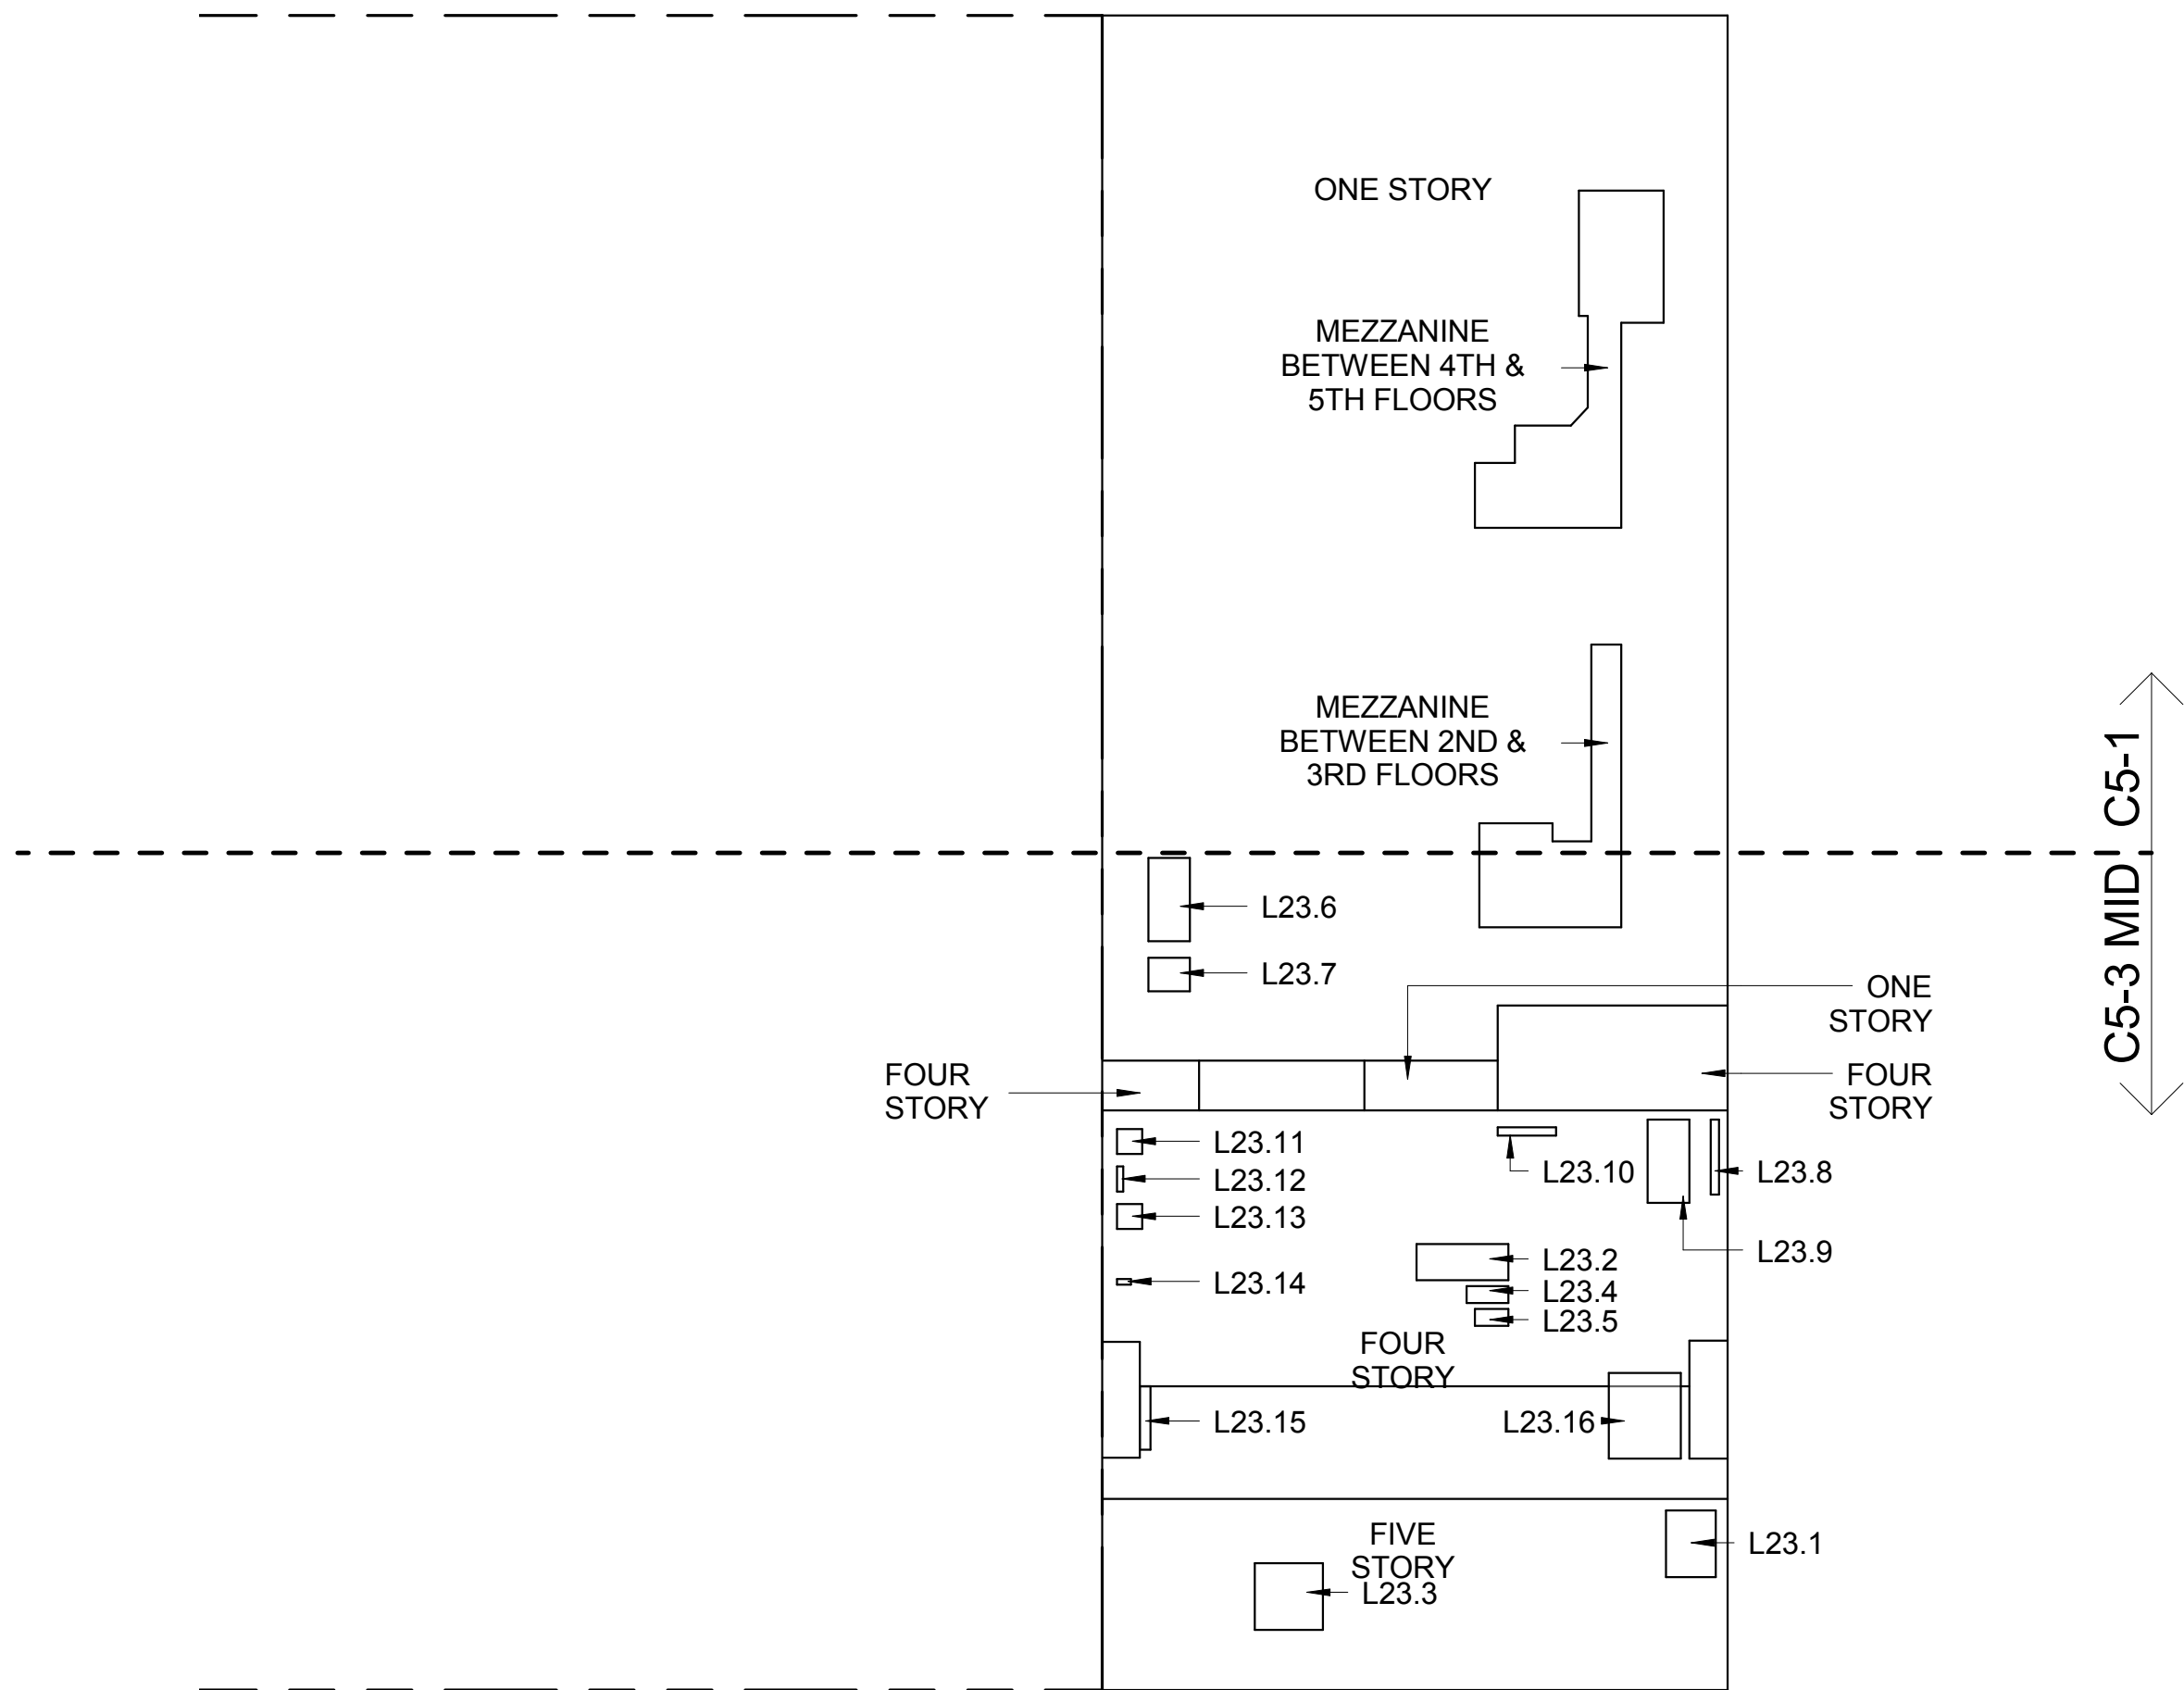 ONE STORY
MEZZANINE
BETWEEN 4TH &
5TH FLOORS
MEZZANINE
BETWEEN 2ND &
3RD FLOORS
C5-3 MID C5-1
L23.6
L23.7
ONE
STORY
FOUR
STORY
FOUR
STORY
L23.11
L23.12
L23.13
L23.14
L23.10
L23.8
L23.9
L23.2
L23.4
L23.5
FOUR
STORY
L23.15
L23.16
FIVE
STORY
L23.3
L23.1